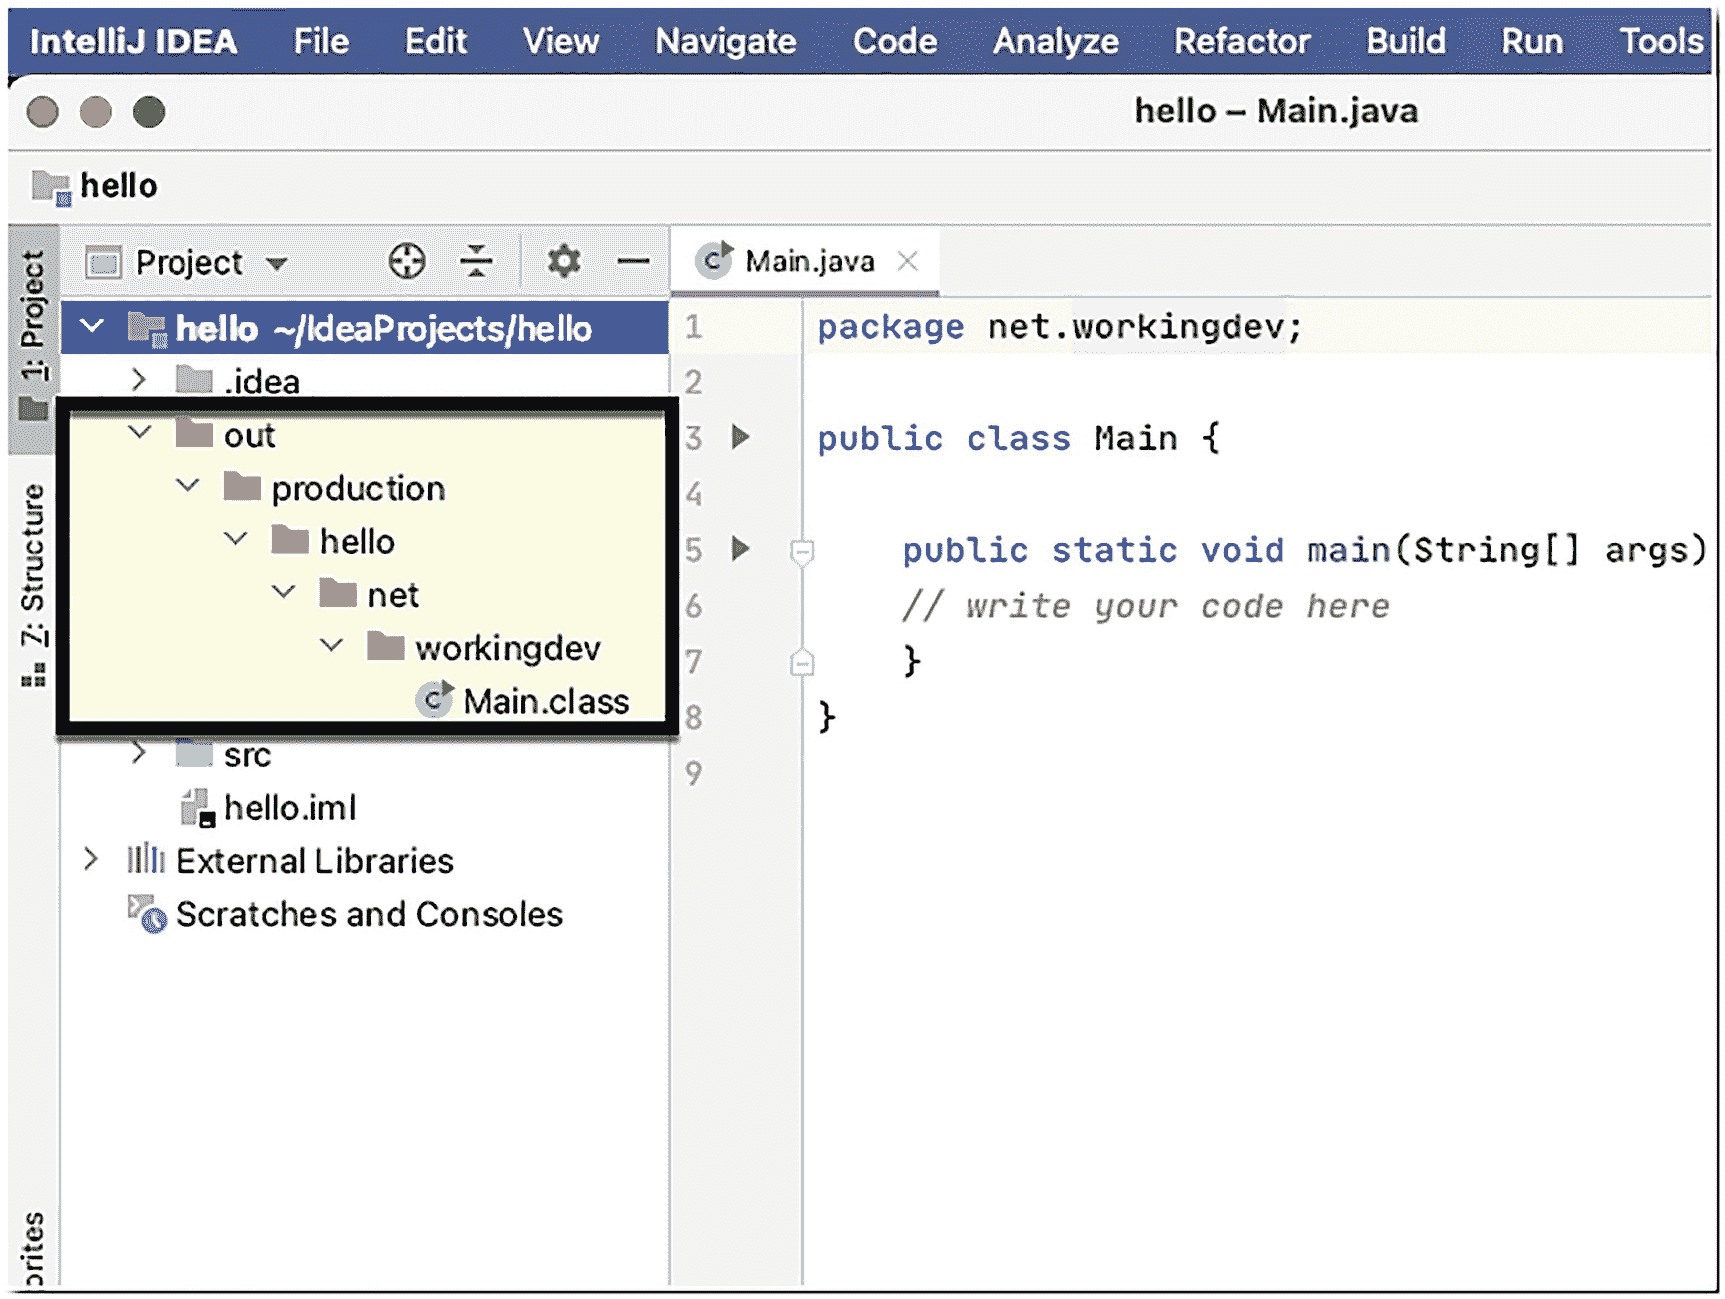 IntelliJ IDEA File Edit View Navigate Code Analyze Refactor Build Run Tools
hello – Main.java
hello
1: Project
7: Structure
Project
hello ~/IdeaProjects/hello
.idea
out
production
hello
net
workingdev
Main.class
src
hello.iml
External Libraries
Scratches and Consoles
Main.java
1 package net.workingdev;
2
3 public class Main {
4
5 public static void main(String[] args)
6 // write your code here
7 }
8 }
9